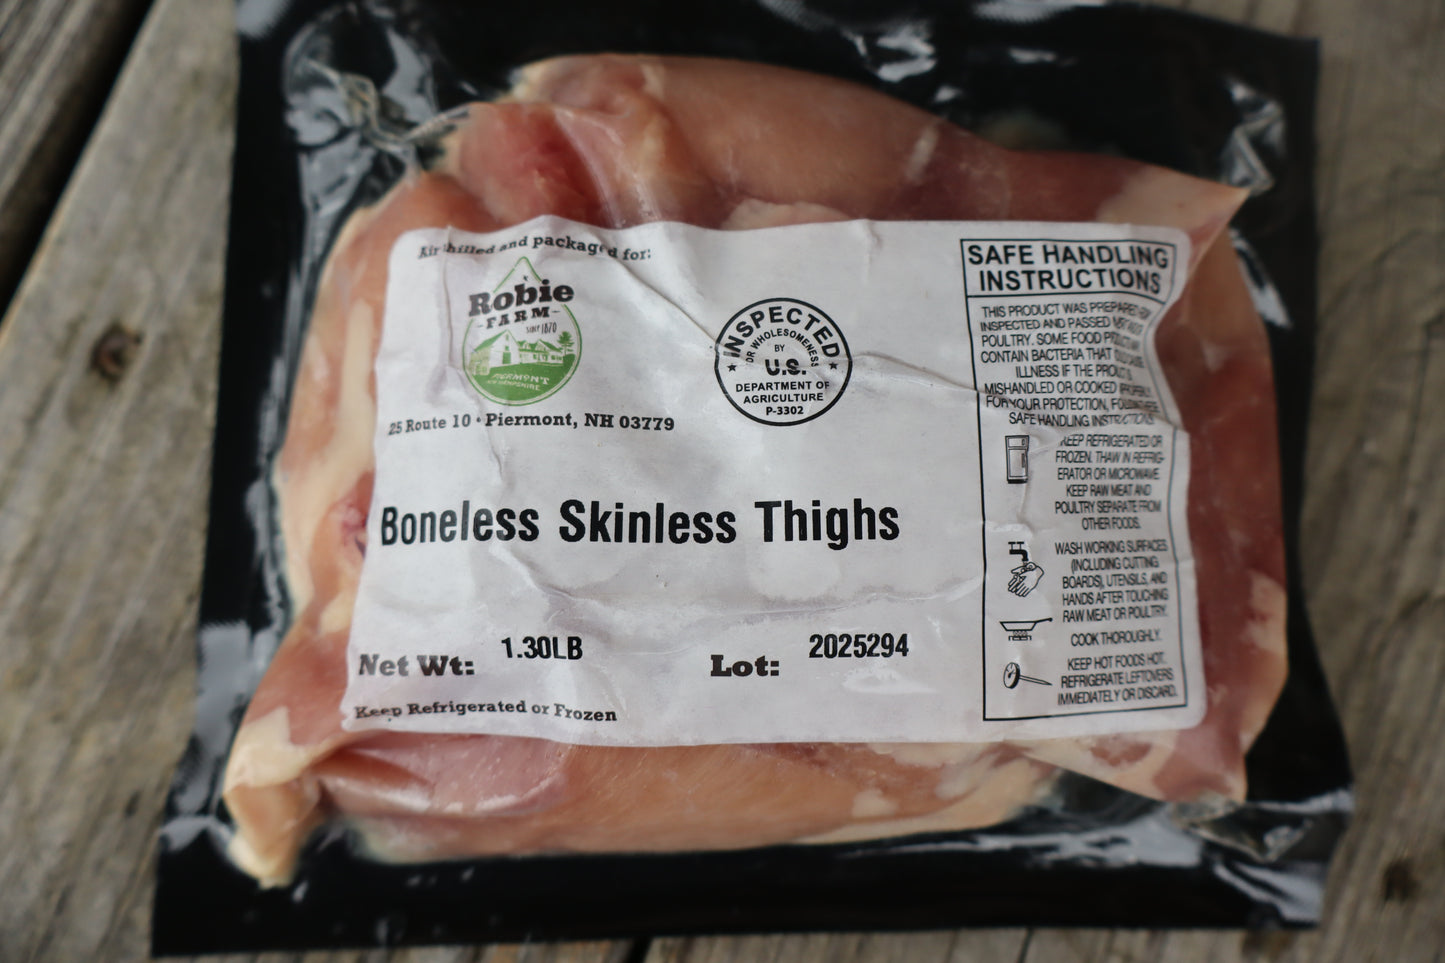 Air chilled and packaged for:
Robie
FARM
SINCE 1870
PIERMONT
NEW HAMPSHIRE
25 Route 10 • Piermont, NH 03779
INSPECTED
FOR WHOLESOMENESS
BY
U.S.
DEPARTMENT OF
AGRICULTURE
P-3302
Boneless Skinless Thighs
Net Wt: 1.30LB
Lot: 2025294
Keep Refrigerated or Frozen
SAFE HANDLING
INSTRUCTIONS
THIS PRODUCT WAS PREPARED FROM
INSPECTED AND PASSED MEAT AND/OR
POULTRY. SOME FOOD PRODUCTS MAY
CONTAIN BACTERIA THAT COULD CAUSE
ILLNESS IF THE PRODUCT IS
MISHANDLED OR COOKED IMPROPERLY.
FOR YOUR PROTECTION, FOLLOW THESE
SAFE HANDLING INSTRUCTIONS.
KEEP REFRIGERATED OR
FROZEN. THAW IN REFRIG-
ERATOR OR MICROWAVE.
KEEP RAW MEAT AND
POULTRY SEPARATE FROM
OTHER FOODS.
WASH WORKING SURFACES
(INCLUDING CUTTING
BOARDS), UTENSILS, AND
HANDS AFTER TOUCHING
RAW MEAT OR POULTRY.
COOK THOROUGHLY.
KEEP HOT FOODS HOT.
REFRIGERATE LEFTOVERS
IMMEDIATELY OR DISCARD.